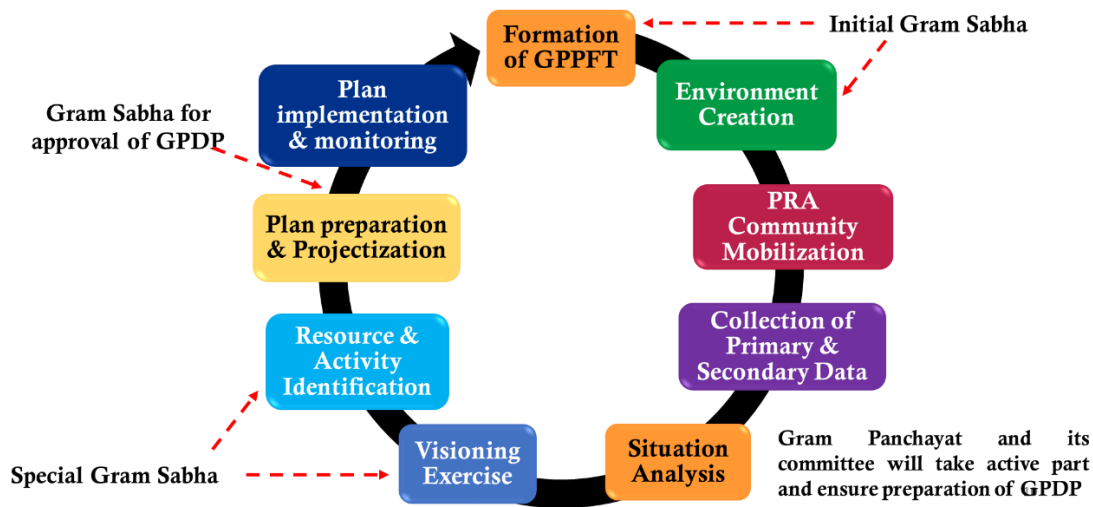 Formation
of GPPFT
Initial Gram Sabha
Environment
Creation
PRA
Community
Mobilization
Collection of
Primary &
Secondary Data
Situation
Analysis
Gram Panchayat and its
committee will take active part
and ensure preparation of GPDP
Visioning
Exercise
Special Gram Sabha
Resource &
Activity
Identification
Plan preparation
& Projectization
Gram Sabha for
approval of GPDP
Plan
implementation
& monitoring